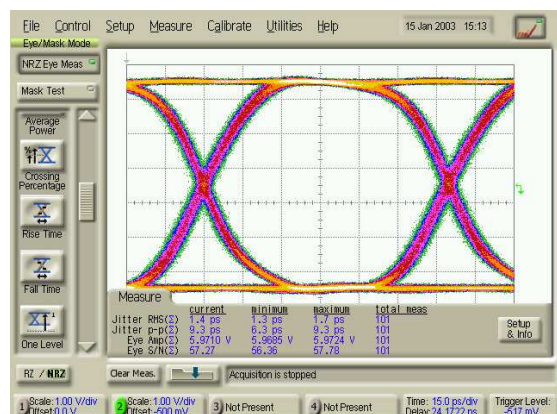 File Control Setup Measure Calibrate Utilities Help 15 Jan 2003 15:13
Eye/Mask Mode
NRZ Eye Meas
Mask Test
Average
Power
Crossing
Percentage
Rise Time
Fall Time
One Level
Measure
current minimum maximum total meas
Jitter RMS(Σ) 1.4 ps 1.3 ps 1.7 ps 101
Jitter p-p(Σ) 9.3 ps 6.3 ps 9.3 ps 101
Eye Amp(Σ) 5.9710 V 5.9685 V 5.9724 V 101
Eye S/N(Σ) 57.27 56.36 57.78 101
Setup
& Info
RZ / NRZ
Clear Meas.
Acquisition is stopped
1 Scale:1.00 V/div
Offset:0.0 V
2 Scale:1.00 V/div
Offset:-500 mV
3 Not Present
4 Not Present
Time:15.0 ps/div
Delay:24.1722 ns
Trigger Level:
-517 mV